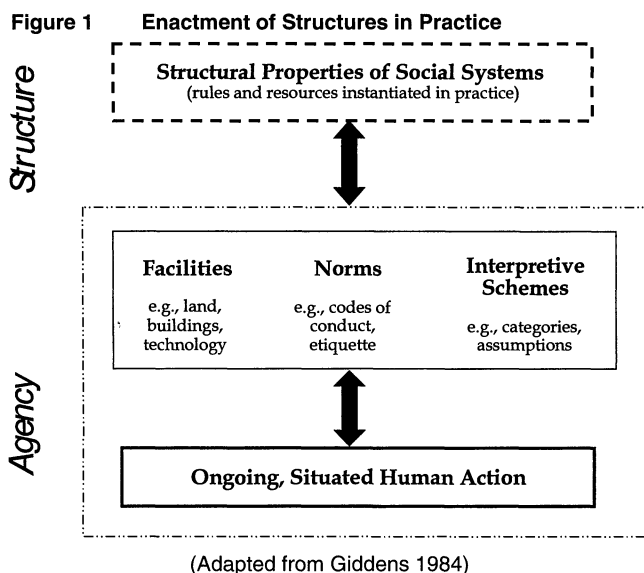 Figure 1 Enactment of Structures in Practice
Structure
Structural Properties of Social Systems
(rules and resources instantiated in practice)
Agency
Facilities
e.g., land,
buildings,
technology
Norms
e.g., codes of
conduct,
etiquette
Interpretive
Schemes
e.g., categories,
assumptions
Ongoing, Situated Human Action
(Adapted from Giddens 1984)